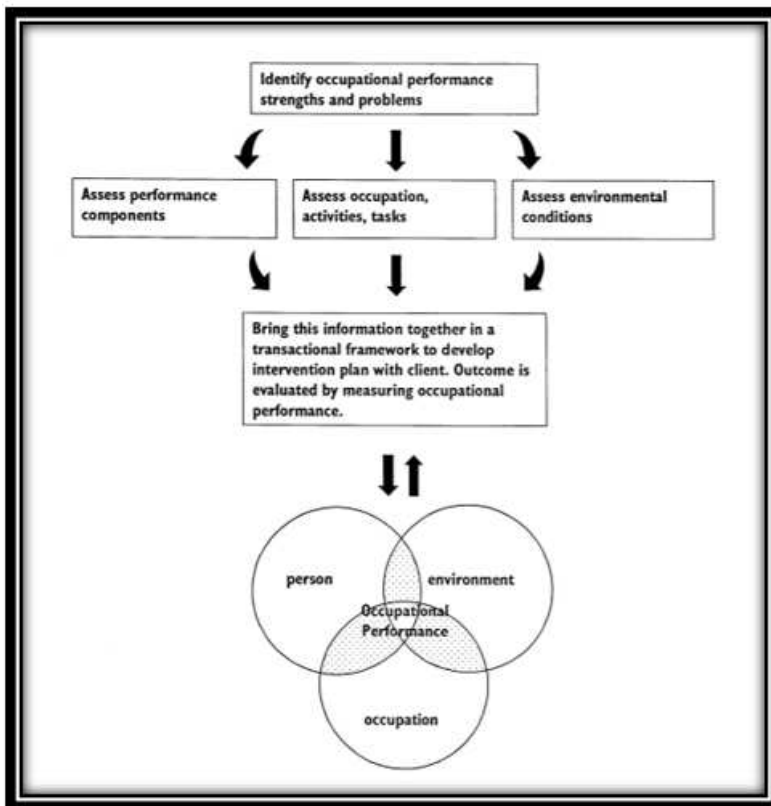 Identify occupational performance
strengths and problems
Assess performance
components
Assess occupation,
activities, tasks
Assess environmental
conditions
Bring this information together in a
transactional framework to develop
intervention plan with client. Outcome is
evaluated by measuring occupational
performance.
person
environment
Occupational
Performance
occupation